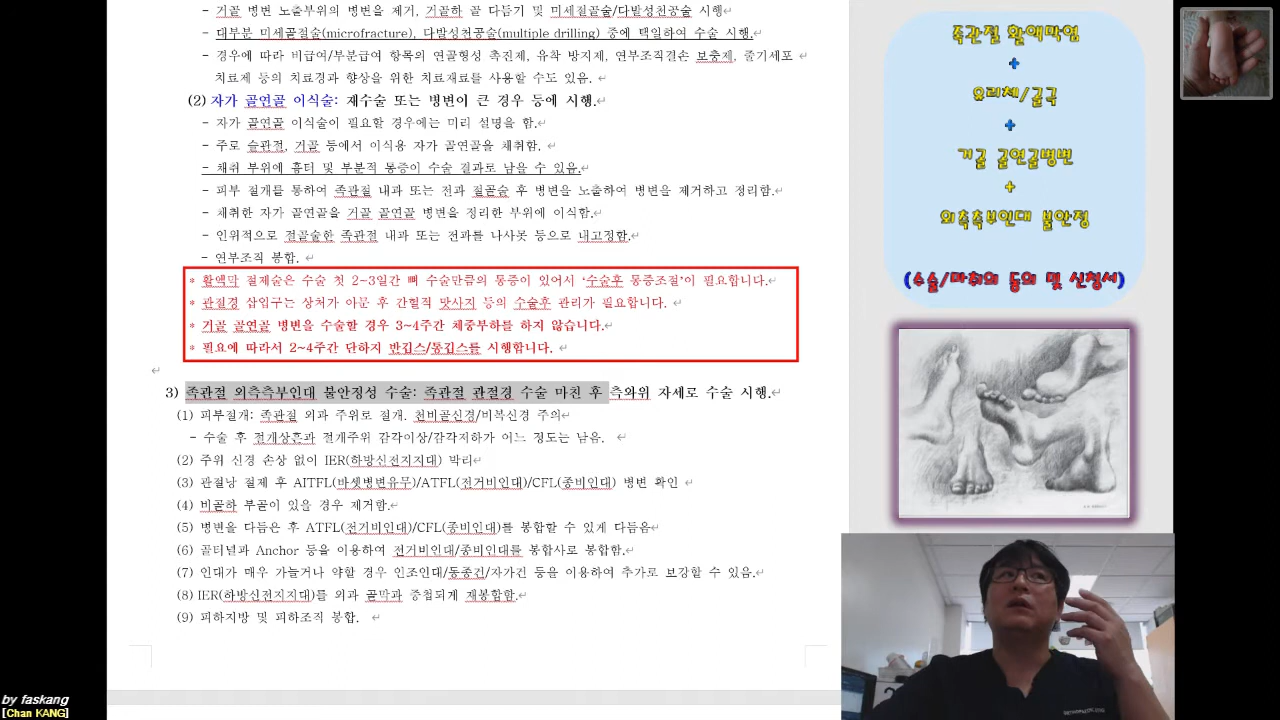 - 거골 병변 노출부위의 병변을 제거, 거골하 골 다듬기 및 미세절골술/다발성천공술 시행↵
- 대부분 미세골절술(microfracture), 다발성천공술(multiple drilling) 중에 택일하여 수술 시행.↵
- 경우에 따라 비급여/부분급여 항목의 연골형성 촉진제, 유착 방지제, 연부조직결손 보충제, 줄기세포
치료제 등의 치료경과 향상을 위한 치료재료를 사용할 수도 있음. ↵
(2) 자가 골연골 이식술: 재수술 또는 병변이 큰 경우 등에 시행.↵
- 자가 골연골 이식술이 필요할 경우에는 미리 설명을 함.↵
- 주로 슬관절, 거골 등에서 이식용 자가 골연골을 채취함. ↵
- 채취 부위에 흉터 및 부분적 통증이 수술 결과로 남을 수 있음.↵
- 피부 절개를 통하여 족관절 내과 또는 전과 절골술 후 병변을 노출하여 병변을 제거하고 정리함.↵
- 채취한 자가 골연골을 거골 골연골 병변을 정리한 부위에 이식함.↵
- 인위적으로 절골술한 족관절 내과 또는 전과를 나사못 등으로 내고정함.↵
- 연부조직 봉합. ↵
* 활액막 절제술은 수술 첫 2~3일간 뼈 수술만큼의 통증이 있어서 '수술후 통증조절'이 필요합니다.↵
* 관절경 삽입구는 상처가 아문 후 간헐적 맛사지 등의 수술후 관리가 필요합니다. ↵
* 거골 골연골 병변을 수술할 경우 3~4주간 체중부하를 하지 않습니다.↵
* 필요에 따라서 2~4주간 단하지 반깁스/통깁스를 시행합니다. ↵
↵
3) 족관절 외측측부인대 불안정성 수술: 족관절 관절경 수술 마친 후 측와위 자세로 수술 시행.↵
(1) 피부절개: 족관절 외과 주위로 절개. 천비골신경/비복신경 주의↵
- 수술 후 절개상흔과 절개주위 감각이상/감각지하가 어느 정도는 남음. ↵
(2) 주위 신경 손상 없이 IER(하방신전지지대) 박리↵
(3) 관절낭 절제 후 AITFL(바셋병변유무)/ATFL(전거비인대)/CFL(종비인대) 병변 확인 ↵
(4) 비골하 부골이 있을 경우 제거함.↵
(5) 병변을 다듬은 후 ATFL(전기비인대)/CFL(종비인대)를 봉합할 수 있게 다듬음↵
(6) 골터널과 Anchor 등을 이용하여 전거비인대/종비인대를 봉합사로 봉합함.↵
(7) 인대가 매우 가늘거나 약할 경우 인조인대/동종건/자가건 등을 이용하여 추가로 보강할 수 있음.↵
(8) IER(하방신전지지대)를 외과 골막과 중첩되게 재봉합함.↵
(9) 피하지방 및 피하조직 봉합. ↵
족관절 활액막염
+
유리체/골극
+
거골 골연골병변
+
외측측부인대 불안정
(수술/마취의 동의 및 신청서)
by faskang
[Chan KANG]